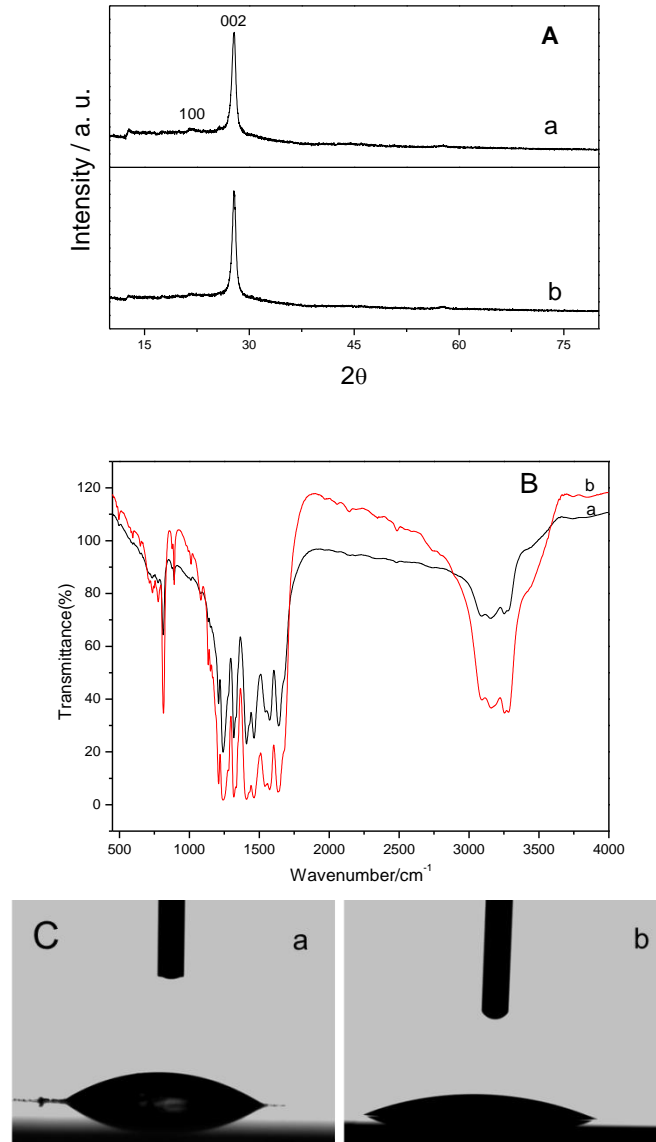 A
002
100
a
b
Intensity / a. u.
15 30 45 60 75
2θ
B
b
a
120
100
80
60
40
20
0
Transmittance(%)
500 1000 1500 2000 2500 3000 3500 4000
Wavenumber/cm⁻¹
C a b